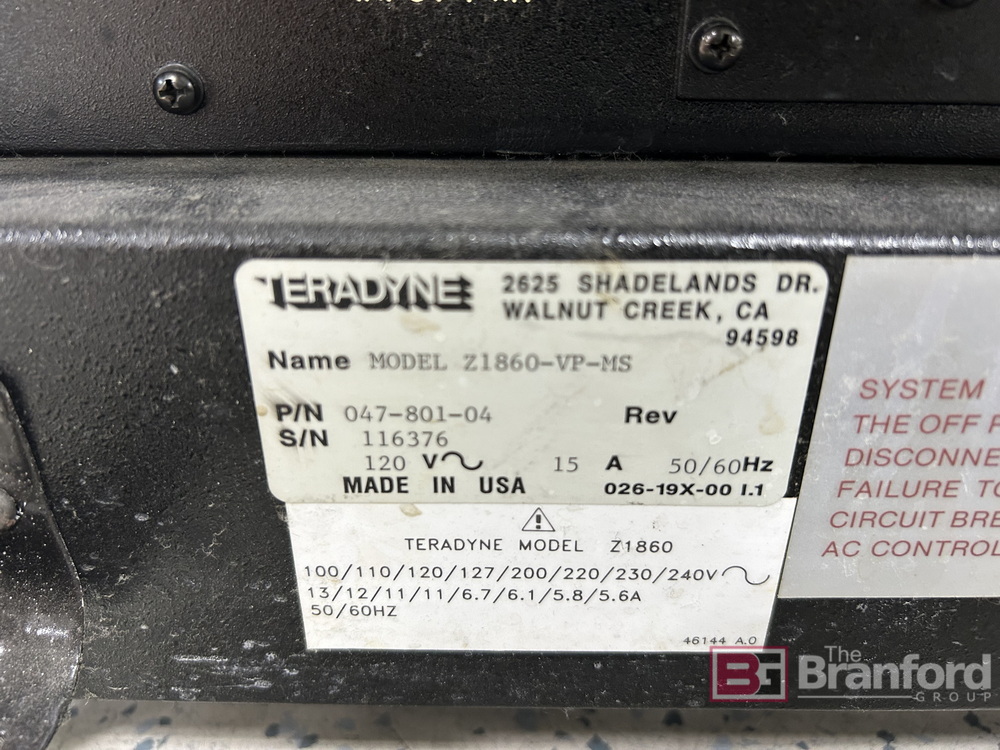 TERADYNE
2625 SHADELANDS DR.
WALNUT CREEK, CA
94598
Name MODEL Z1860-VP-MS
P/N 047-801-04 Rev
S/N 116376
120 V 15 A 50/60Hz
MADE IN USA 026-19X-00 I.1
TERADYNE MODEL Z1860
100/110/120/127/200/220/230/240V
13/12/11/11/6.7/6.1/5.8/5.6A
50/60HZ
46144 A.0
SYSTEM
THE OFF
DISCONNE
FAILURE TO
CIRCUIT BRE
AC CONTROL
BG The Branford
GROUP